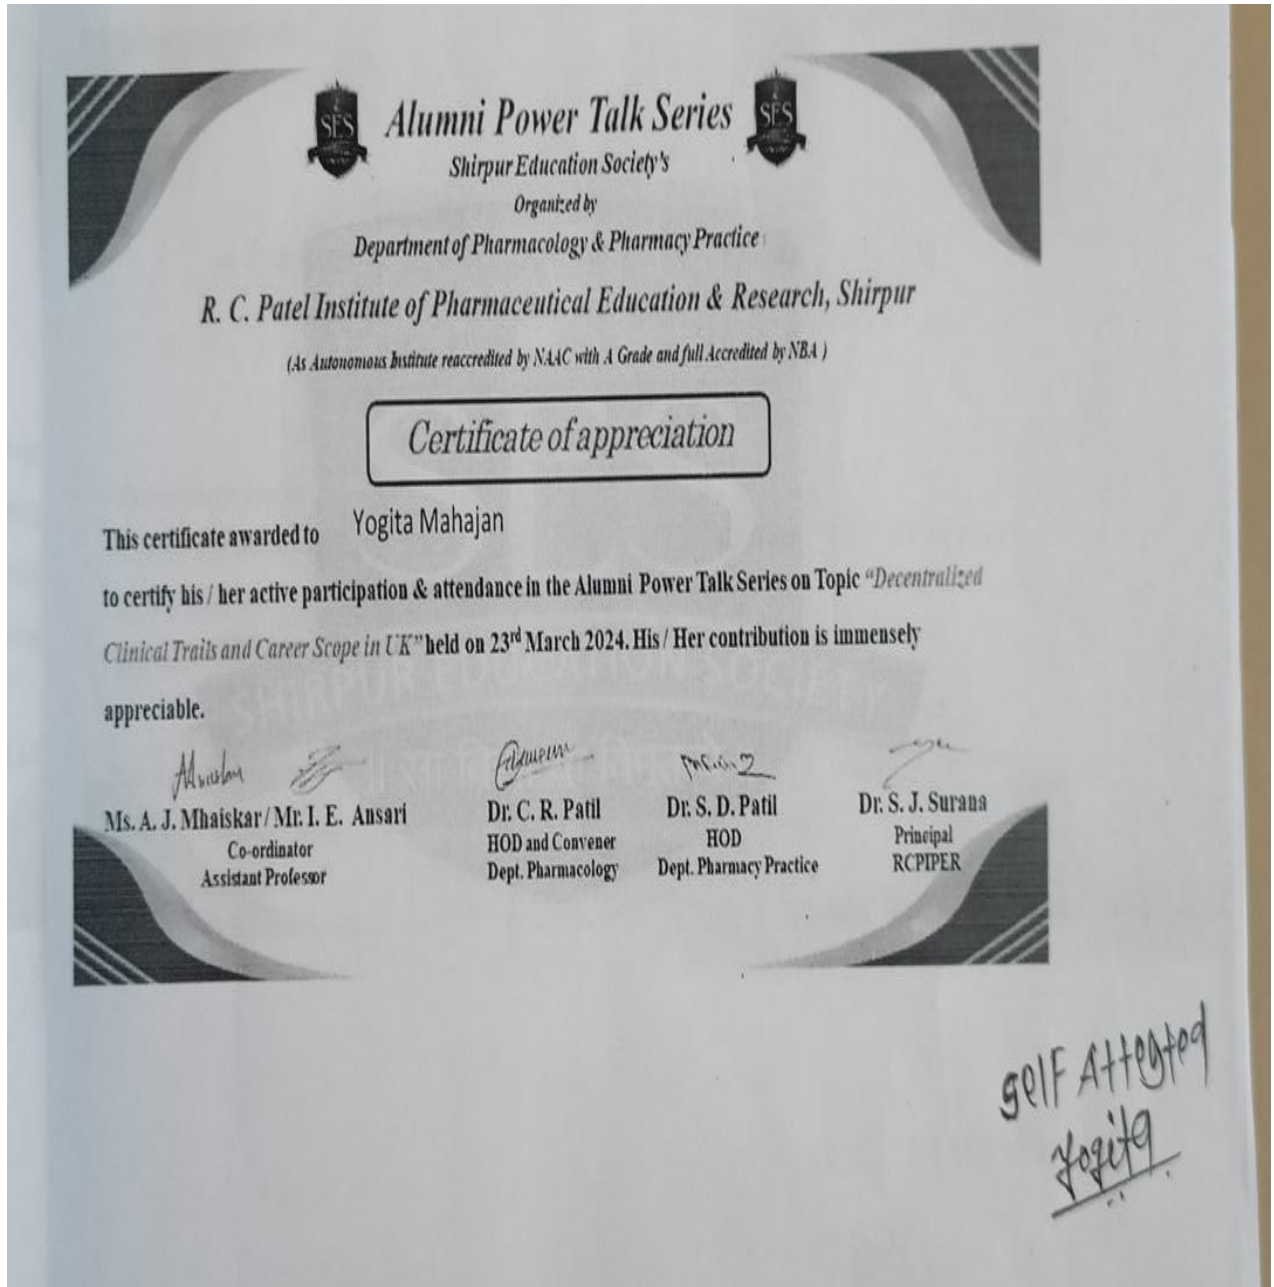 SES
Alumni Power Talk Series
SES
Shirpur Education Society's
Organized by
Department of Pharmacology & Pharmacy Practice
R. C. Patel Institute of Pharmaceutical Education & Research, Shirpur
(As Autonomous Institute reaccredited by NAAC with A Grade and full Accredited by NBA )
Certificate of appreciation
This certificate awarded to Yogita Mahajan
to certify his / her active participation & attendance in the Alumni Power Talk Series on Topic “Decentralized
Clinical Trails and Career Scope in UK” held on 23rd March 2024. His / Her contribution is immensely
appreciable.
SHIRPUR EDUCATION SOCIETY
Ms. A. J. Mhaiskar / Mr. I. E. Ansari
Co-ordinator
Assistant Professor
Dr. C. R. Patil
HOD and Convener
Dept. Pharmacology
Dr. S. D. Patil
HOD
Dept. Pharmacy Practice
Dr. S. J. Surana
Principal
RCPIPER
Self Attested
Yogita